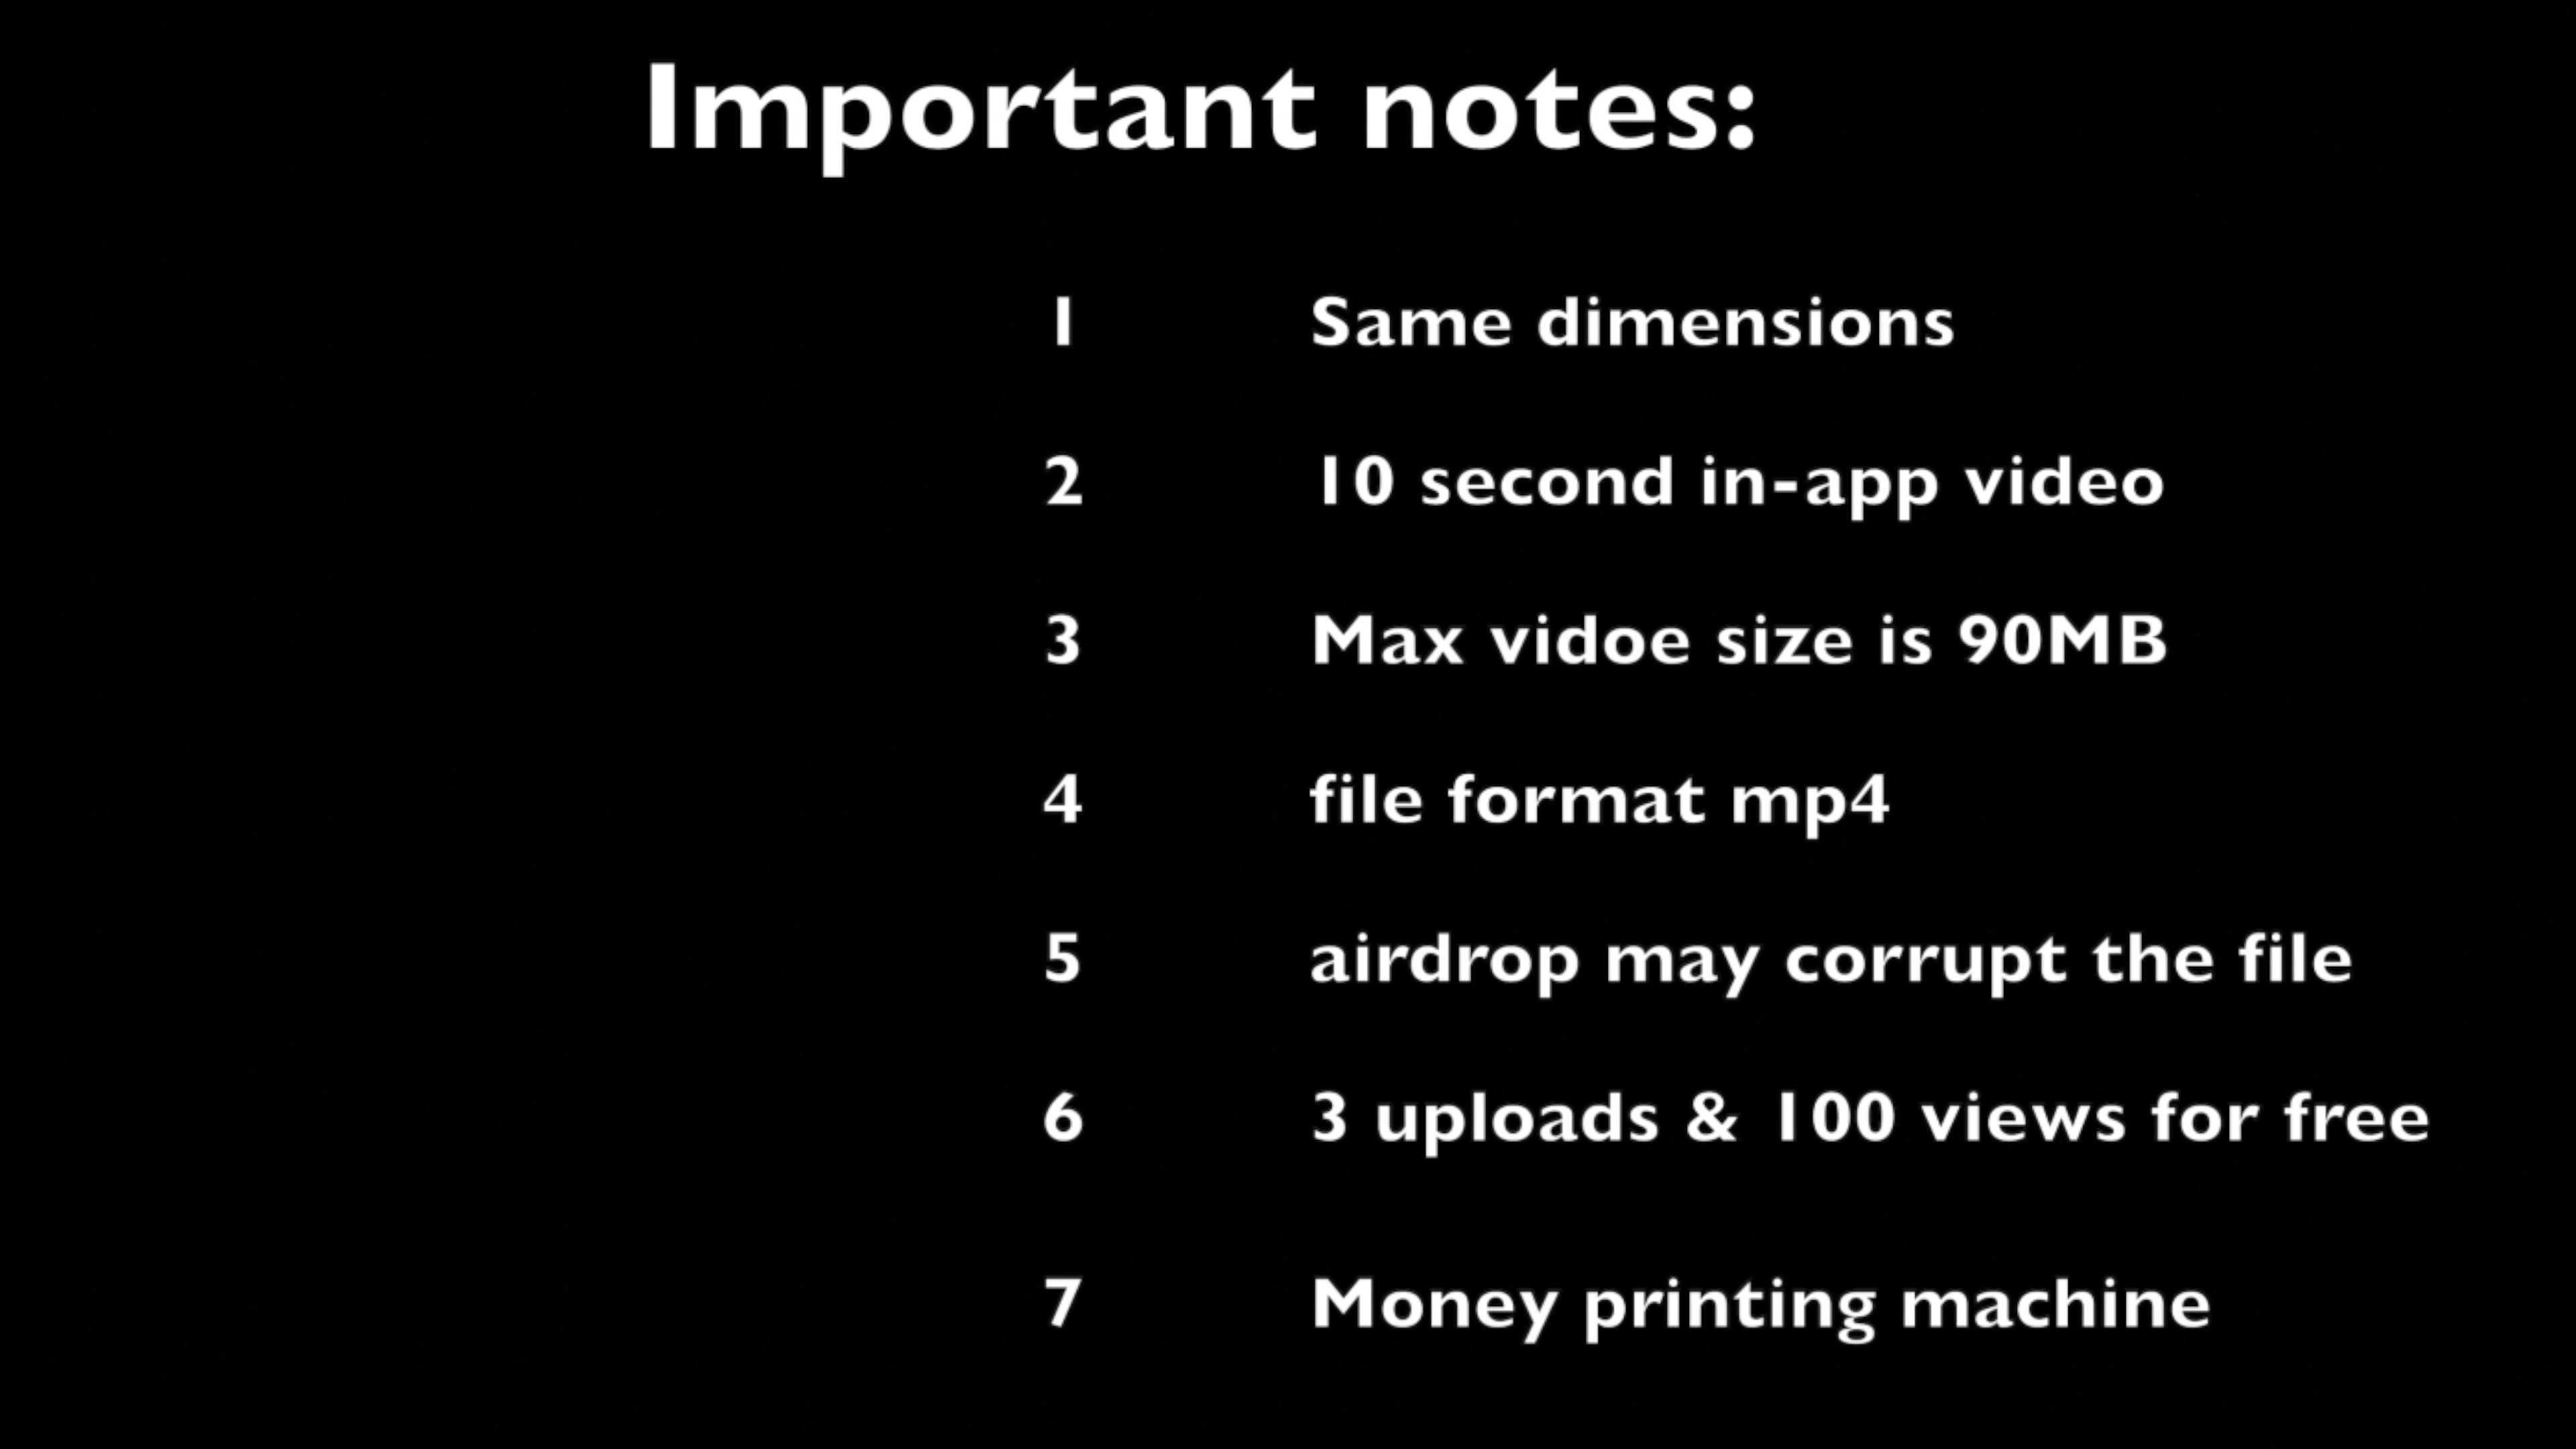 Important notes:
1 Same dimensions
2 10 second in-app video
3 Max vidoe size is 90MB
4 file format mp4
5 airdrop may corrupt the file
6 3 uploads & 100 views for free
7 Money printing machine